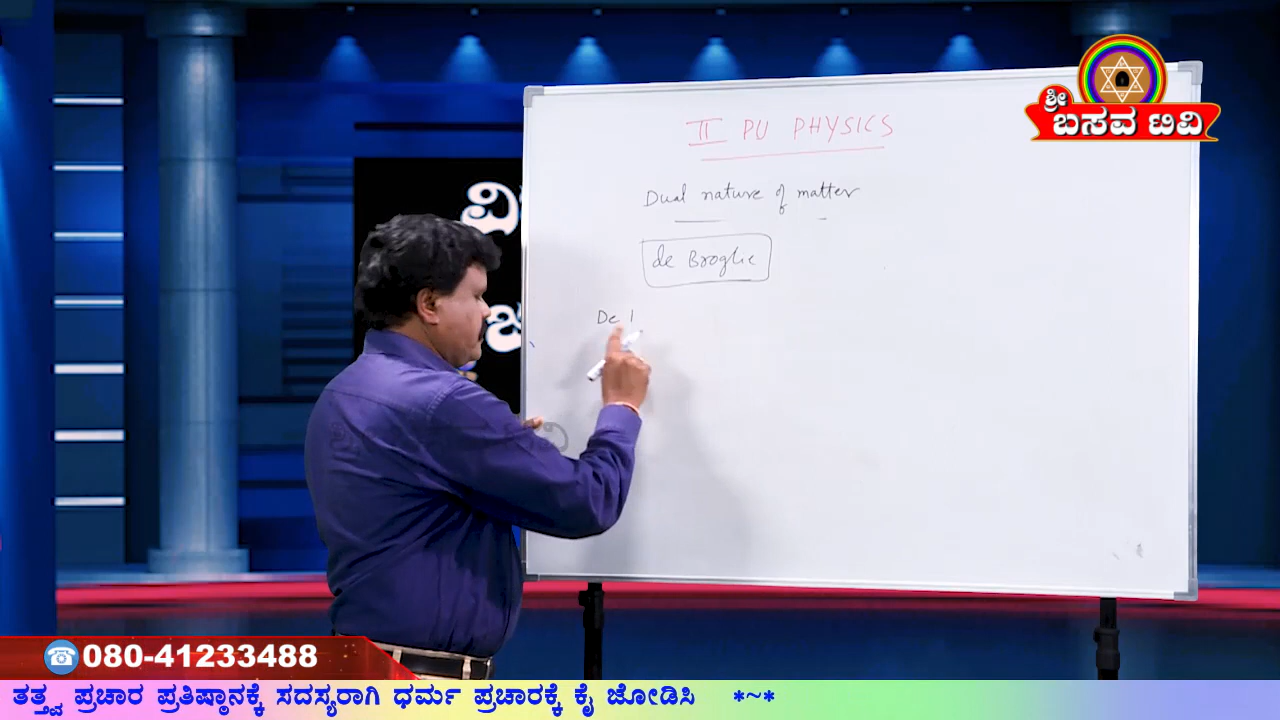 II PU PHYSICS
Dual nature of matter
de Broglie
De
ಶ್ರೀ
ಬಸವ ಟಿವಿ
ವಿ
080-41233488
ತತ್ತ್ವ ಪ್ರಚಾರ ಪ್ರತಿಷ್ಠಾನಕ್ಕೆ ಸದಸ್ಯರಾಗಿ ಧರ್ಮ ಪ್ರಚಾರಕ್ಕೆ ಕೈ ಜೋಡಿಸಿ *~*